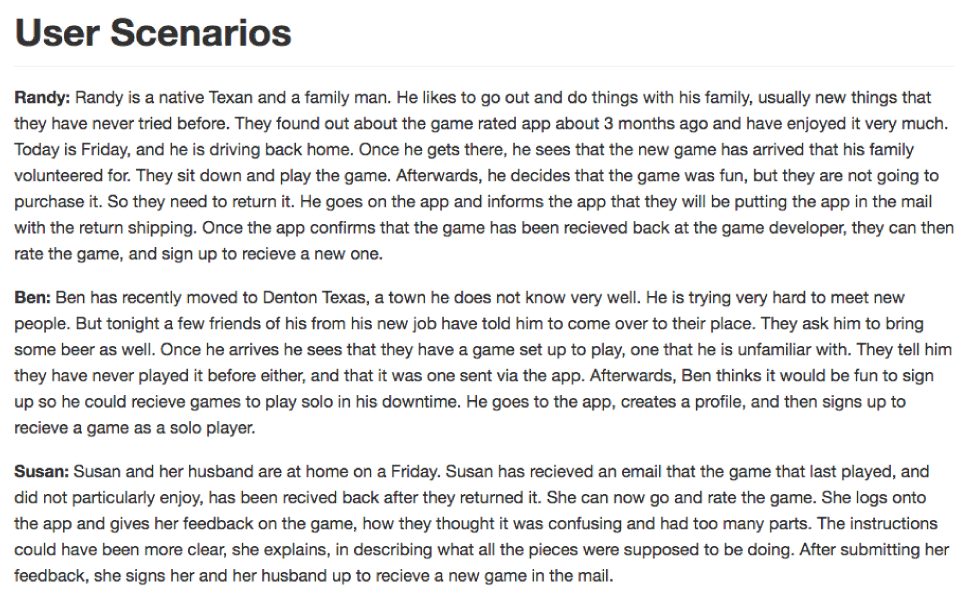 User Scenarios
Randy: Randy is a native Texan and a family man. He likes to go out and do things with his family, usually new things that
they have never tried before. They found out about the game rated app about 3 months ago and have enjoyed it very much.
Today is Friday, and he is driving back home. Once he gets there, he sees that the new game has arrived that his family
volunteered for. They sit down and play the game. Afterwards, he decides that the game was fun, but they are not going to
purchase it. So they need to return it. He goes on the app and informs the app that they will be putting the app in the mail
with the return shipping. Once the app confirms that the game has been recieved back at the game developer, they can then
rate the game, and sign up to recieve a new one.
Ben: Ben has recently moved to Denton Texas, a town he does not know very well. He is trying very hard to meet new
people. But tonight a few friends of his from his new job have told him to come over to their place. They ask him to bring
some beer as well. Once he arrives he sees that they have a game set up to play, one that he is unfamiliar with. They tell him
they have never played it before either, and that it was one sent via the app. Afterwards, Ben thinks it would be fun to sign
up so he could recieve games to play solo in his downtime. He goes to the app, creates a profile, and then signs up to
recieve a game as a solo player.
Susan: Susan and her husband are at home on a Friday. Susan has recieved an email that the game that last played, and
did not particularly enjoy, has been recived back after they returned it. She can now go and rate the game. She logs onto
the app and gives her feedback on the game, how they thought it was confusing and had too many parts. The instructions
could have been more clear, she explains, in describing what all the pieces were supposed to be doing. After submitting her
feedback, she signs her and her husband up to recieve a new game in the mail.